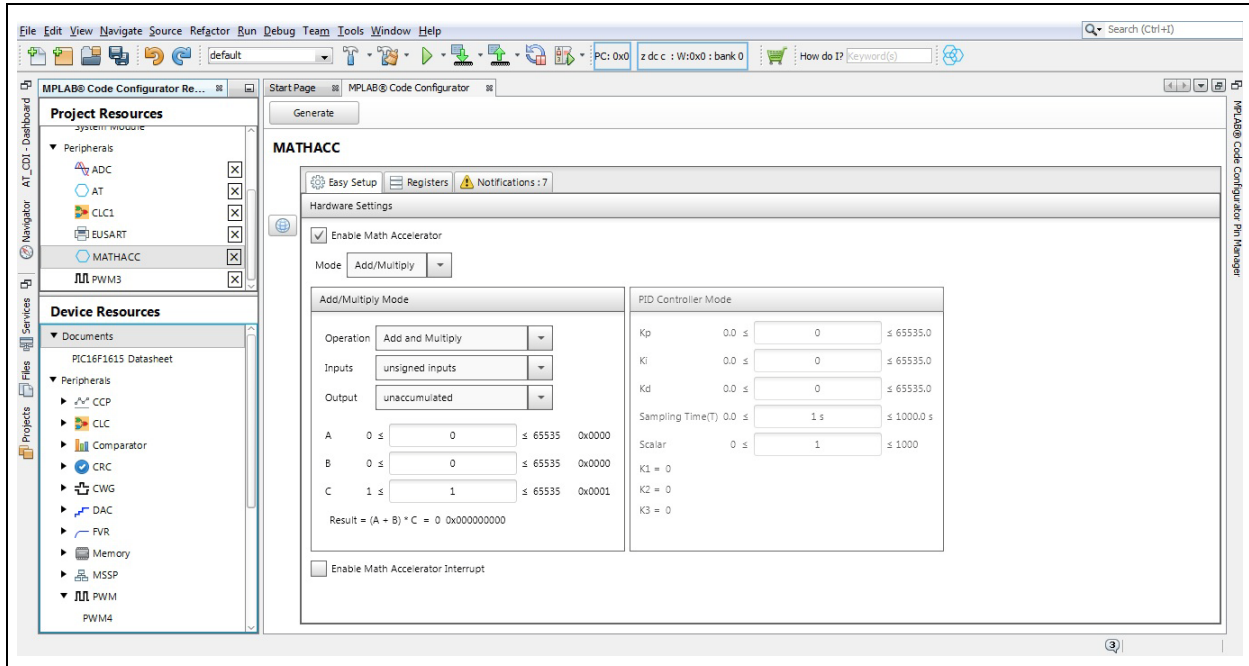 File Edit View Navigate Source Refactor Run Debug Team Tools Window Help
Search (Ctrl+I)
default
PC: 0x0
z dc c : W:0x0 : bank 0
How do I?
Keyword(s)
AT_CDI - Dashboard
Navigator
Services
Files
Projects
MPLAB® Code Configurator Re...
Project Resources
System Module
Peripherals
ADC
AT
CLC1
EUSART
MATHACC
PWM3
Device Resources
Documents
PIC16F1615 Datasheet
Peripherals
CCP
CLC
Comparator
CRC
CWG
DAC
FVR
Memory
MSSP
PWM
PWM4
Start Page
MPLAB® Code Configurator
Generate
MATHACC
Easy Setup
Registers
Notifications : 7
Hardware Settings
Enable Math Accelerator
Mode Add/Multiply
Add/Multiply Mode
Operation Add and Multiply
Inputs unsigned inputs
Output unaccumulated
A 0 ≤ 0 ≤ 65535 0x0000
B 0 ≤ 0 ≤ 65535 0x0000
C 1 ≤ 1 ≤ 65535 0x0001
Result = (A + B) * C = 0 0x000000000
PID Controller Mode
Kp 0.0 ≤ 0 ≤ 65535.0
Ki 0.0 ≤ 0 ≤ 65535.0
Kd 0.0 ≤ 0 ≤ 65535.0
Sampling Time(T) 0.0 ≤ 1 s ≤ 1000.0 s
Scalar 0 ≤ 1 ≤ 1000
K1 = 0
K2 = 0
K3 = 0
Enable Math Accelerator Interrupt
MPLAB® Code Configurator Pin Manager
3